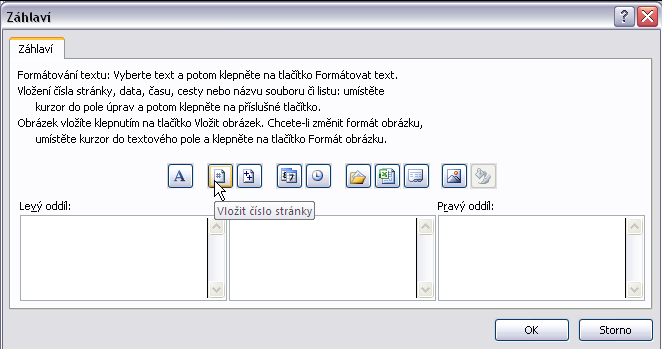 Záhlaví
Záhlaví
Formátování textu: Vyberte text a potom klepněte na tlačítko Formátovat text.
Vložení čísla stránky, data, času, cesty nebo názvu souboru či listu: umístěte
kurzor do pole úprav a potom klepněte na příslušné tlačítko.
Obrázek vložíte klepnutím na tlačítko Vložit obrázek. Chcete-li změnit formát obrázku,
umístěte kurzor do textového pole a klepněte na tlačítko Formát obrázku.
A
Levý oddíl:
Vložit číslo stránky
Pravý oddíl:
OK
Storno